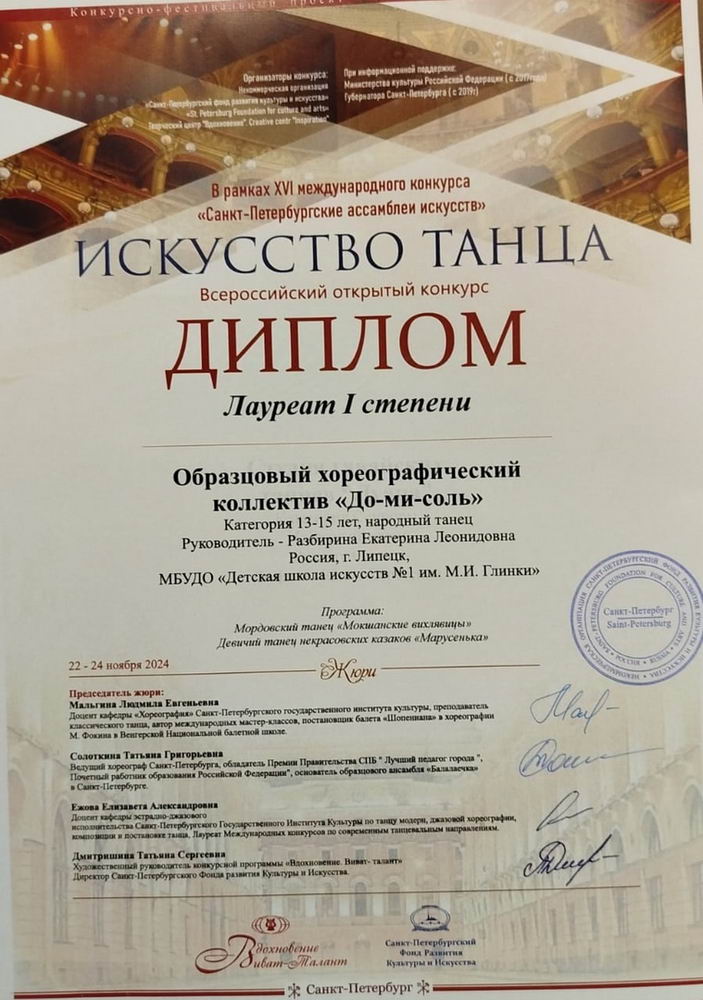 Конкурсно-фестивальный проект
Организаторы конкурса:
Некоммерческая организация
«Санкт-Петербургский фонд развития культуры и искусства»
«St. Petersburg Foundation for culture and arts»
Творческий центр "Вдохновение". Creative centr "Inspiration"
При информационной поддержке:
Министерства культуры Российской Федерации ( с 2017года)
Губернатора Санкт-Петербурга ( с 2019г)
В рамках XVI международного конкурса
«Санкт-Петербургские ассамблеи искусств»
ИСКУССТВО ТАНЦА
Всероссийский открытый конкурс
ДИПЛОМ
Лауреат I степени
Образцовый хореографический
коллектив «До-ми-соль»
Категория 13-15 лет, народный танец
Руководитель - Разбирина Екатерина Леонидовна
Россия, г. Липецк,
МБУДО «Детская школа искусств №1 им. М.И. Глинки»
Программа:
Мордовский танец «Мокшанские вихлявицы»
Девичий танец некрасовских казаков «Марусенька»
Санкт-Петербург
Saint-Petersburg
22 - 24 ноября 2024
Жюри
Председатель жюри:
Мальгина Людмила Евгеньевна
Доцент кафедры «Хореография» Санкт-Петербургского государственного института культуры, преподаватель
классического танца, автор международных мастер-классов, постановщик балета «Шопениана» в хореографии
М. Фокина в Венгерской Национальной балетной школе.
Солоткина Татьяна Григорьевна
Ведущий хореограф Санкт-Петербурга, обладатель Премии Правительства СПБ " Лучший педагог города ",
Почетный работник образования Российской Федерации", основатель образцового ансамбля «Балалаечка»
в Санкт-Петербурге.
Ежова Елизавета Александровна
Доцент кафедры эстрадно-джазового
исполнительства Санкт-Петербургского Государственного Института Культуры по танцу модерн, джазовой хореографии,
композиции и постановке танца, Лауреат Международных конкурсов по современным танцевальным направлениям.
Дмитришина Татьяна Сергеевна
Художественный руководитель конкурсной программы «Вдохновение. Виват- талант»
Директор Санкт-Петербургского Фонда развития Культуры и Искусства.
Вдохновение
Виват-Талант
Санкт-Петербургский
Фонд Развития
Культуры и Искусства
Санкт-Петербург